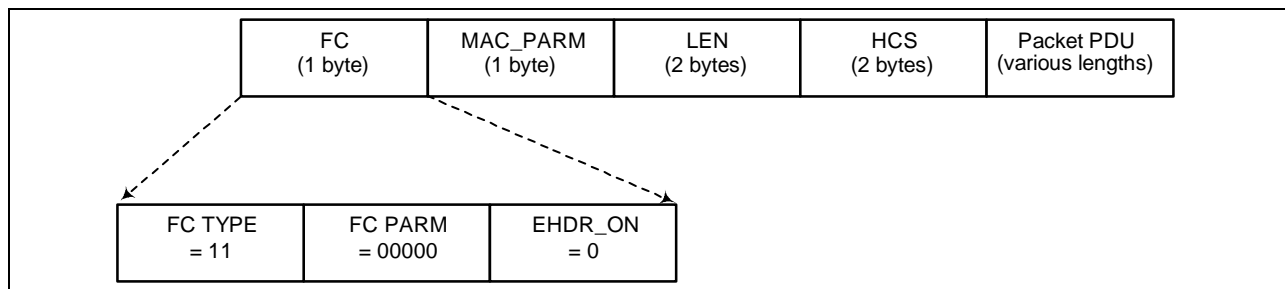 FC
(1 byte)
MAC_PARM
(1 byte)
LEN
(2 bytes)
HCS
(2 bytes)
Packet PDU
(various lengths)
FC TYPE
= 11
FC PARM
= 00000
EHDR_ON
= 0